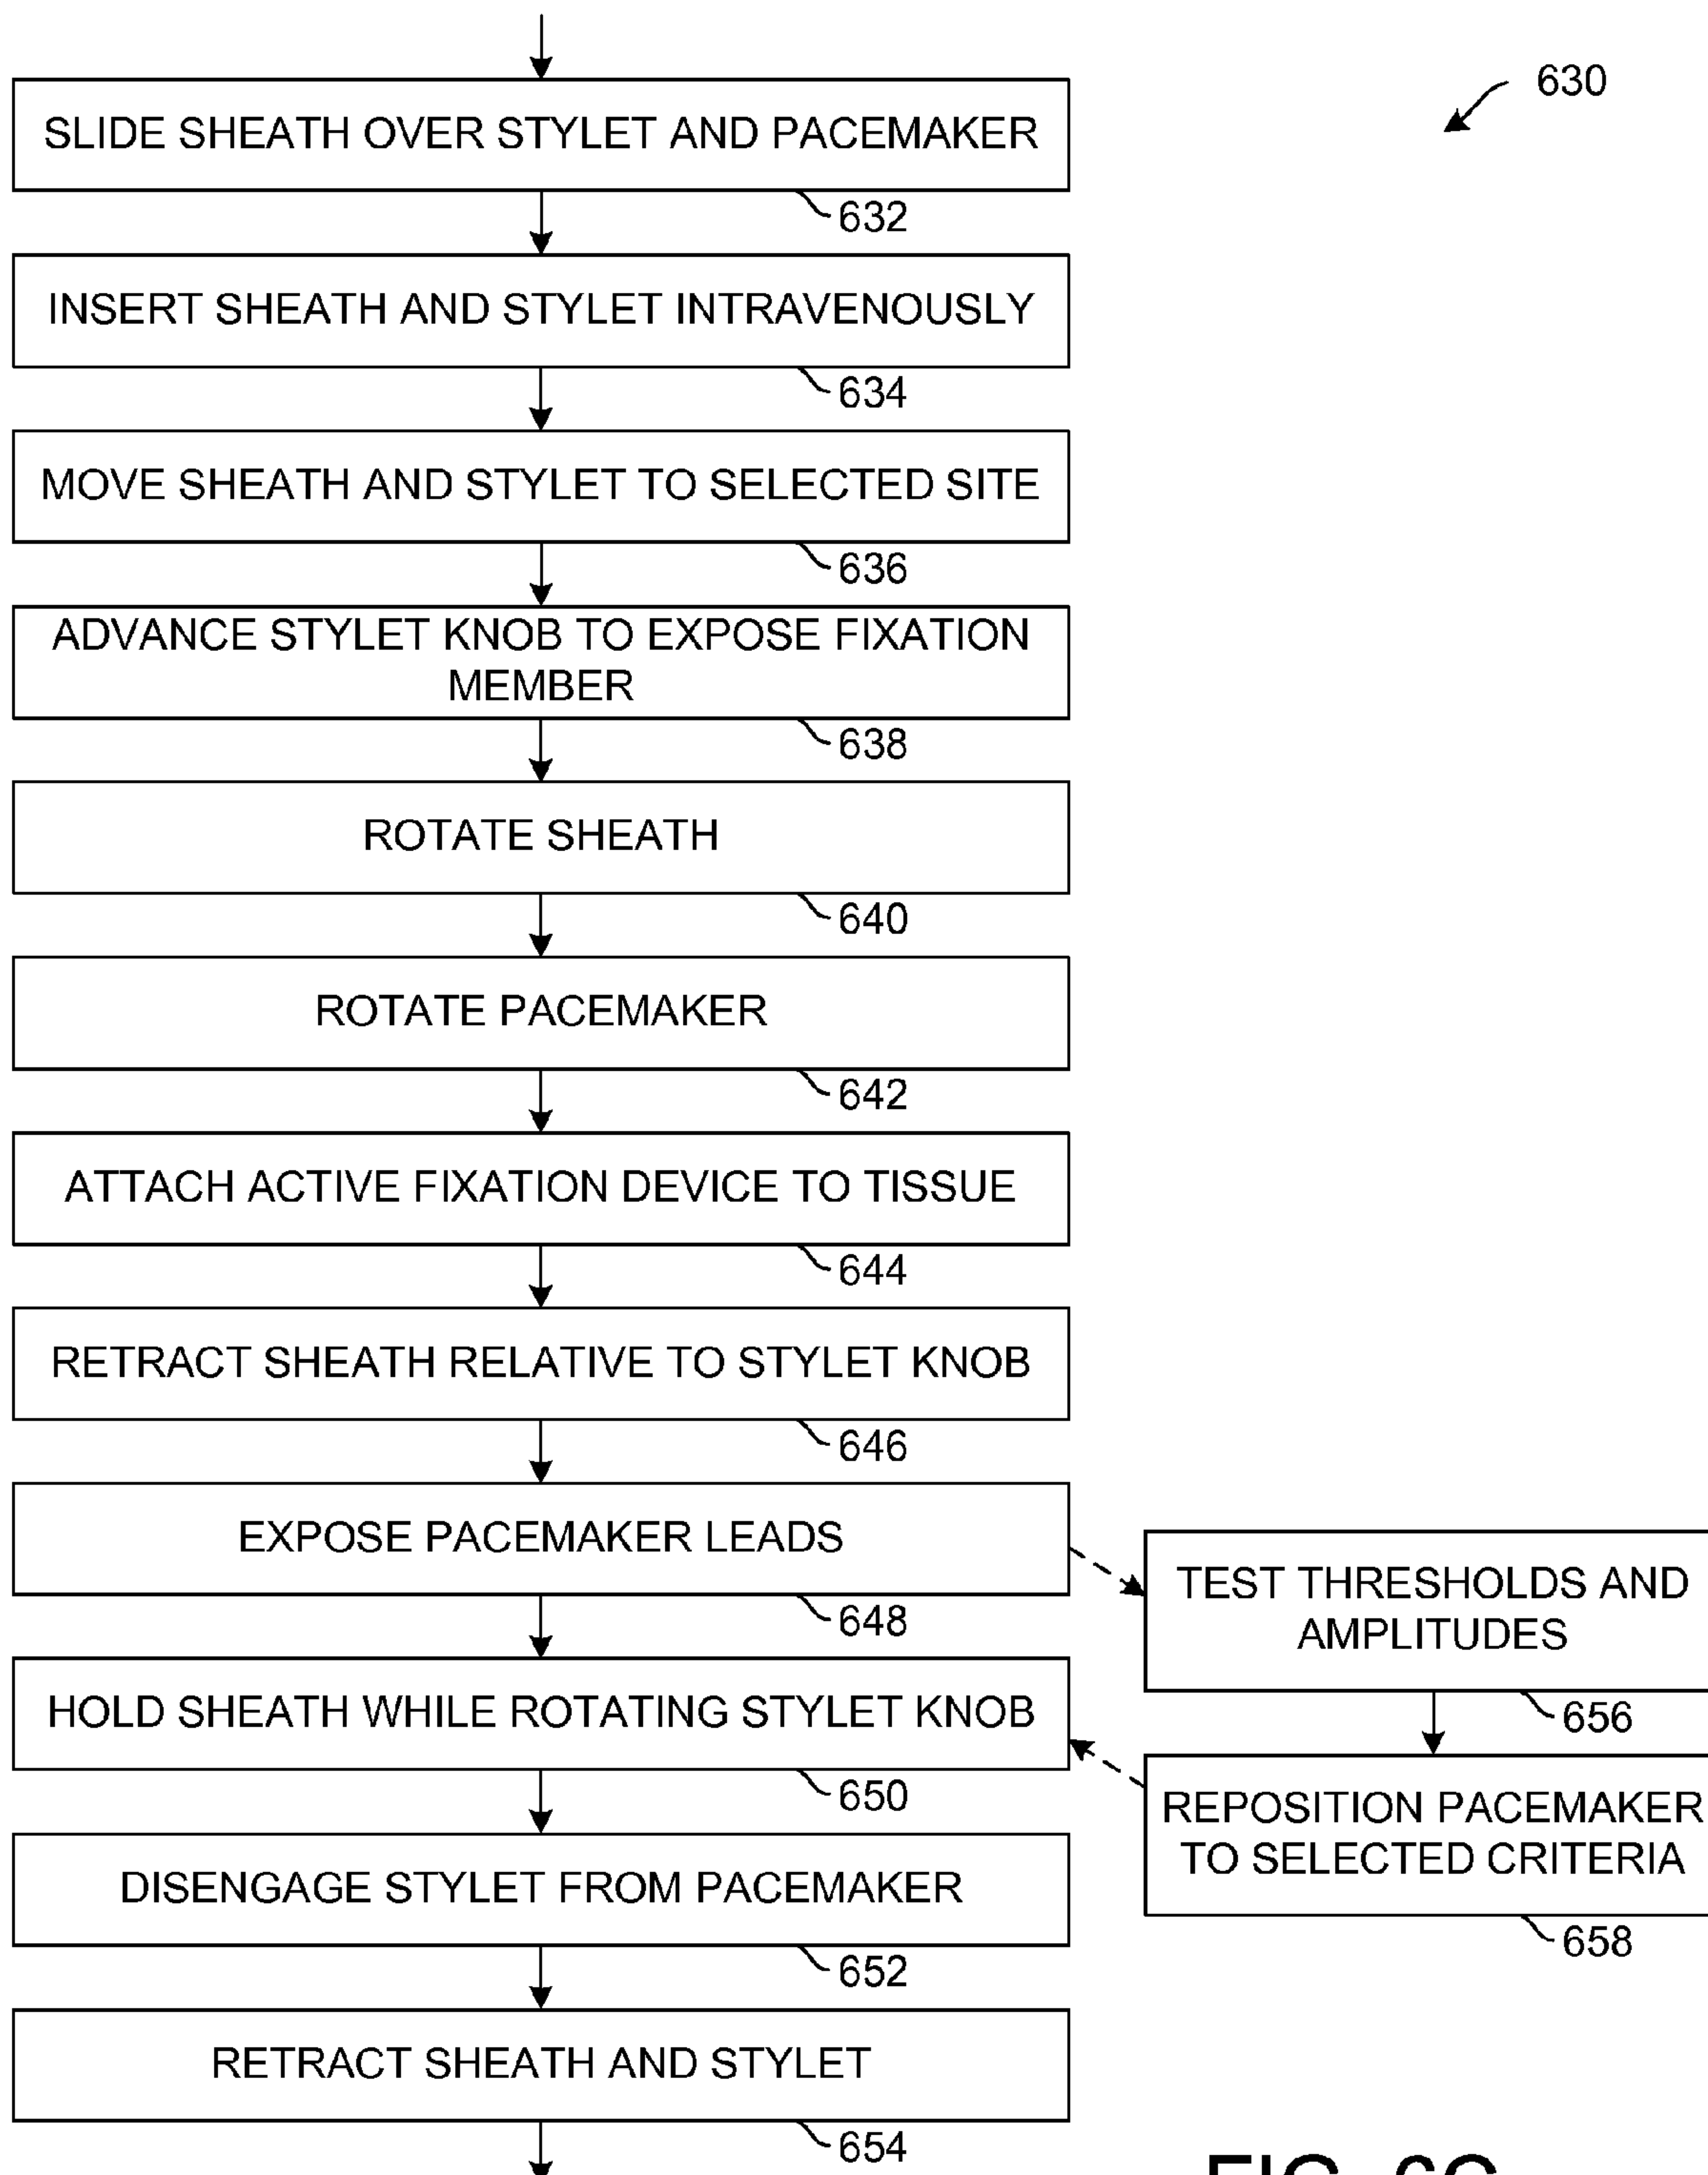 630
SLIDE SHEATH OVER STYLET AND PACEMAKER
632
INSERT SHEATH AND STYLET INTRAVENOUSLY
634
MOVE SHEATH AND STYLET TO SELECTED SITE
636
ADVANCE STYLET KNOB TO EXPOSE FIXATION
MEMBER
638
ROTATE SHEATH
640
ROTATE PACEMAKER
642
ATTACH ACTIVE FIXATION DEVICE TO TISSUE
644
RETRACT SHEATH RELATIVE TO STYLET KNOB
646
EXPOSE PACEMAKER LEADS
648
TEST THRESHOLDS AND
AMPLITUDES
656
HOLD SHEATH WHILE ROTATING STYLET KNOB
650
REPOSITION PACEMAKER
TO SELECTED CRITERIA
658
DISENGAGE STYLET FROM PACEMAKER
652
RETRACT SHEATH AND STYLET
654
FIG. 6C